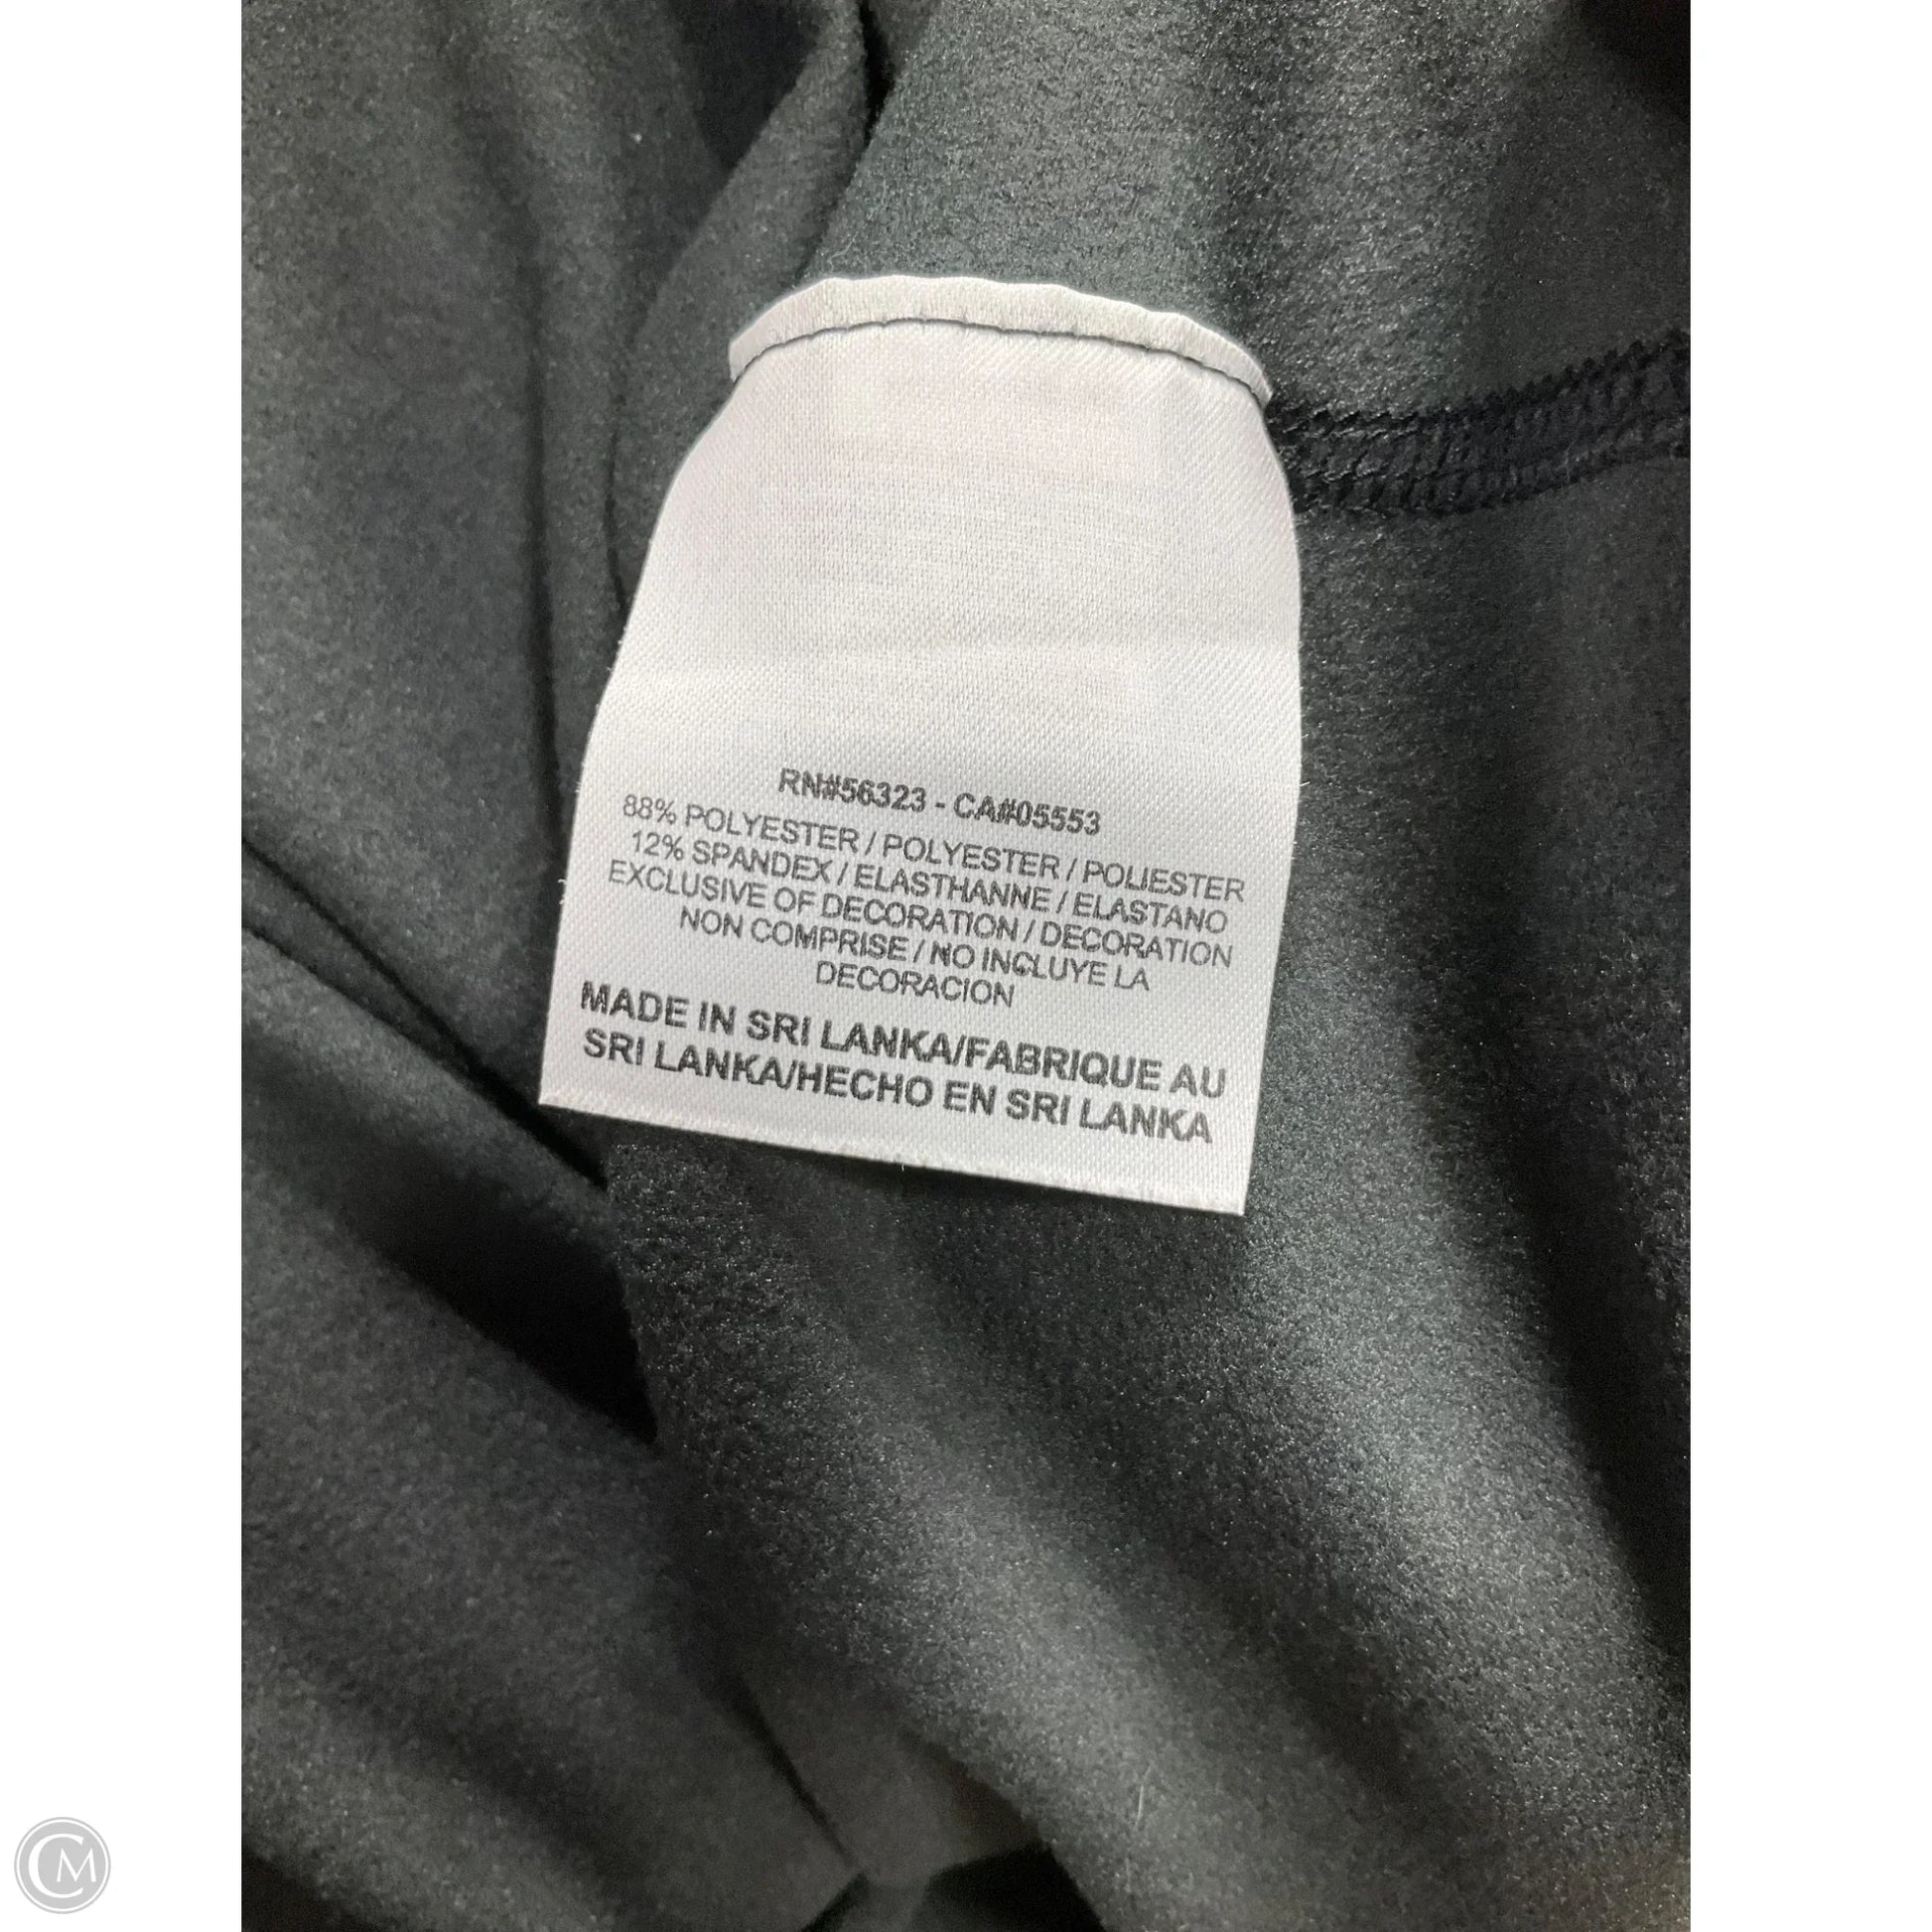 RN#56323 - CA#05553
88% POLYESTER / POLYESTER / POLIESTER
12% SPANDEX / ELASTHANNE / ELASTANO
EXCLUSIVE OF DECORATION / DECORATION
NON COMPRISE / NO INCLUYE LA
DECORACION
MADE IN SRI LANKA/FABRIQUE AU
SRI LANKA/HECHO EN SRI LANKA
CM